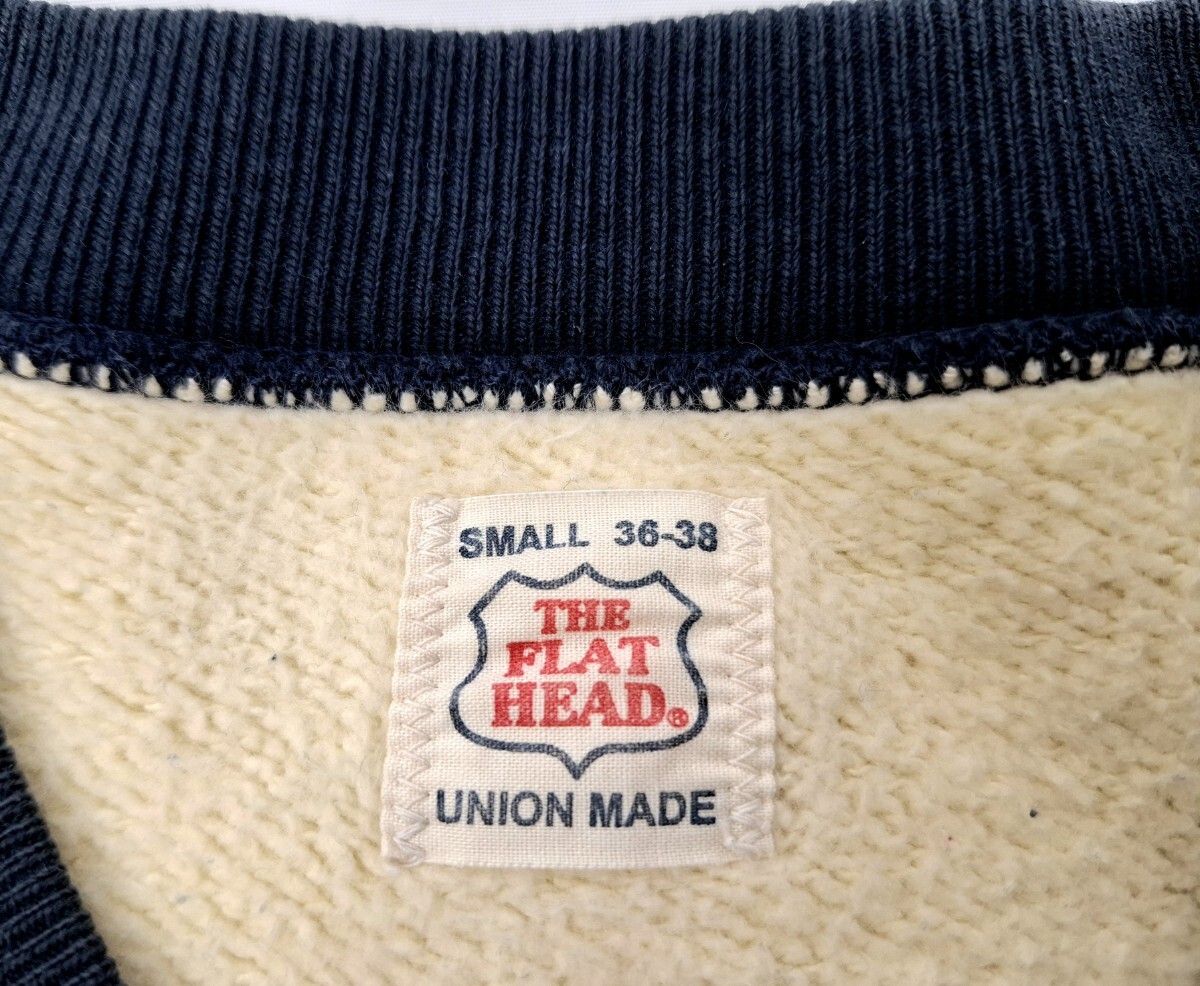 SMALL 36-38
THE
FLAT
HEAD®
UNION MADE